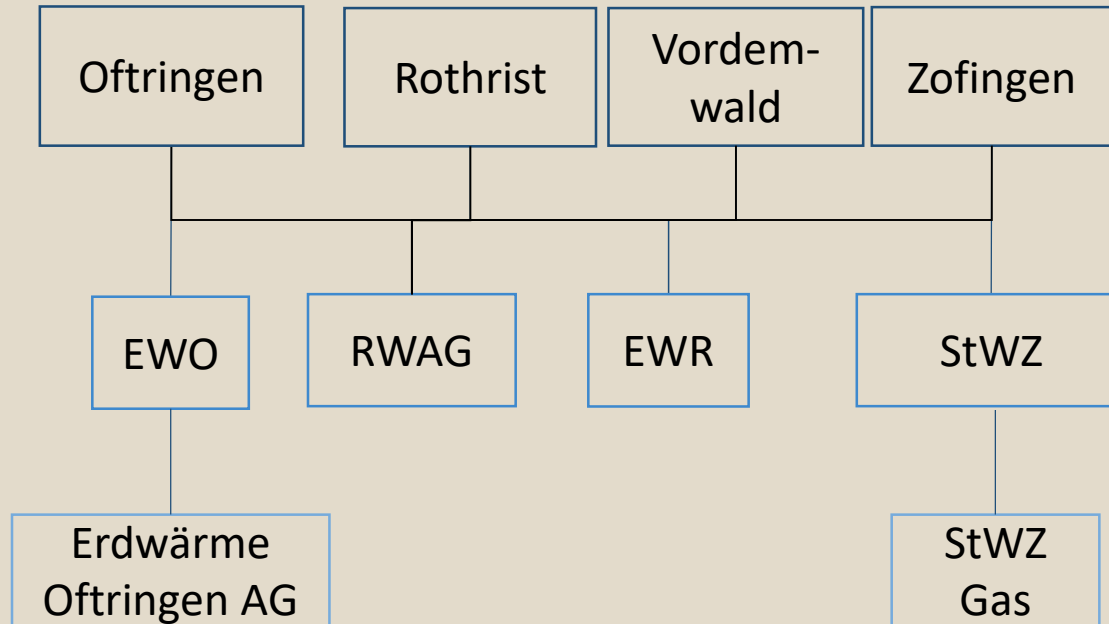 Oftringen
Rothrist
Vordem-
wald
Zofingen
EWO
RWAG
EWR
StWZ
Erdwärme
Oftringen AG
StWZ
Gas